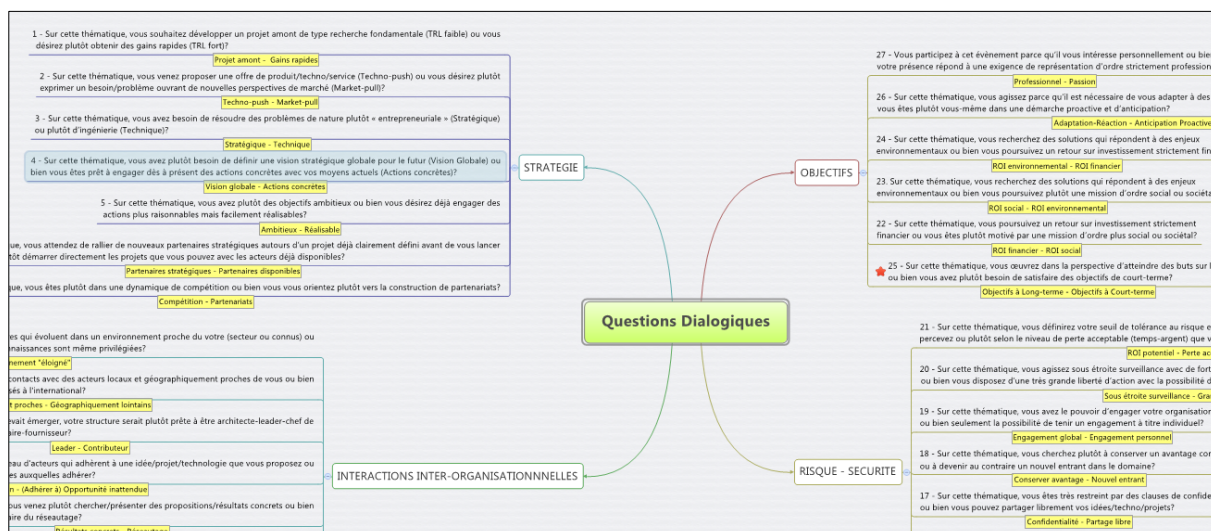 1 - Sur cette thématique, vous souhaitez développer un projet amont de type recherche fondamentale (TRL faible) ou vous
désirez plutôt obtenir des gains rapides (TRL fort)?
Projet amont - Gains rapides
2 - Sur cette thématique, vous venez proposer une offre de produit/techno/service (Techno-push) ou vous désirez plutôt
exprimer un besoin/problème ouvrant de nouvelles perspectives de marché (Market-pull)?
Techno-push - Market-pull
3 - Sur cette thématique, vous avez besoin de résoudre des problèmes de nature plutôt « entrepreneuriale » (Stratégique)
ou plutôt d'ingénierie (Technique)?
Stratégique - Technique
4 - Sur cette thématique, vous avez plutôt besoin de définir une vision stratégique globale pour le futur (Vision Globale) ou
bien vous êtes prêt à engager dès à présent des actions concrètes avec vos moyens actuels (Actions concrètes)?
Vision globale - Actions concrètes
5 - Sur cette thématique, vous avez plutôt des objectifs ambitieux ou bien vous désirez déjà engager des
actions plus raisonnables mais facilement réalisables?
Ambitieux - Réalisable
que, vous attendez de rallier de nouveaux partenaires stratégiques autours d'un projet déjà clairement défini avant de vous lancer
tôt démarrer directement les projets que vous pouvez avec les acteurs déjà disponibles?
Partenaires stratégiques - Partenaires disponibles
que, vous êtes plutôt dans une dynamique de compétition ou bien vous vous orientez plutôt vers la construction de partenariats?
Compétition - Partenariats
STRATEGIE
OBJECTIFS
27 - Vous participez à cet évènement parce qu'il vous intéresse personnellement ou bie
votre présence répond à une exigence de représentation d'ordre strictement profession
Professionnel - Passion
26 - Sur cette thématique, vous agissez parce qu'il est nécessaire de vous adapter à des
vous êtes plutôt vous-même dans une démarche proactive et d'anticipation?
Adaptation-Réaction - Anticipation Proactive
24 - Sur cette thématique, vous recherchez des solutions qui répondent à des enjeux
environnementaux ou bien vous poursuivez un retour sur investissement strictement fin
ROI environnemental - ROI financier
23. Sur cette thématique, vous recherchez des solutions qui répondent à des enjeux
environnementaux ou bien vous poursuivez plutôt une mission d'ordre social ou sociéta
ROI social - ROI environnemental
22 - Sur cette thématique, vous poursuivez un retour sur investissement strictement
financier ou vous êtes plutôt motivé par une mission d'ordre plus social ou sociétal?
ROI financier - ROI social
25 - Sur cette thématique, vous œuvrez dans la perspective d'atteindre des buts sur l
ou bien vous avez plutôt besoin de satisfaire des objectifs de court-terme?
Objectifs à Long-terme - Objectifs à Court-terme
Questions Dialogiques
es qui évoluent dans un environnement proche du votre (secteur ou connus) ou
nnaissances sont même privilégiées?
nement "éloigné"
contacts avec des acteurs locaux et géographiquement proches de vous ou bien
sés à l'international?
t proches - Géographiquement lointains
evait émerger, votre structure serait plutôt prête à être architecte-leader-chef de
aire-fournisseur?
Leader - Contributeur
eau d'acteurs qui adhèrent à une idée/projet/technologie que vous proposez ou
es auxquelles adhérer?
n - (Adhérer à) Opportunité inattendue
ous venez plutôt chercher/présenter des propositions/résultats concrets ou bien
aire du réseautage?
Résultats concrets - Réseautage
INTERACTIONS INTER-ORGANISATIONNNELLES
RISQUE - SECURITE
21 - Sur cette thématique, vous définirez votre seuil de tolérance au risque e
percevez ou plutôt selon le niveau de perte acceptable (temps-argent) que v
ROI potentiel - Perte acc
20 - Sur cette thématique, vous agissez sous étroite surveillance avec de fort
ou bien vous disposez d'une très grande liberté d'action avec la possibilité d
Sous étroite surveillance - Gra
19 - Sur cette thématique, vous avez le pouvoir d'engager votre organisation
ou bien seulement la possibilité de tenir un engagement à titre individuel?
Engagement global - Engagement personnel
18 - Sur cette thématique, vous cherchez plutôt à conserver un avantage con
ou à devenir au contraire un nouvel entrant dans le domaine?
Conserver avantage - Nouvel entrant
17 - Sur cette thématique, vous êtes très restreint par des clauses de confide
ou bien vous pouvez partager librement vos idées/techno/projets?
Confidentialité - Partage libre